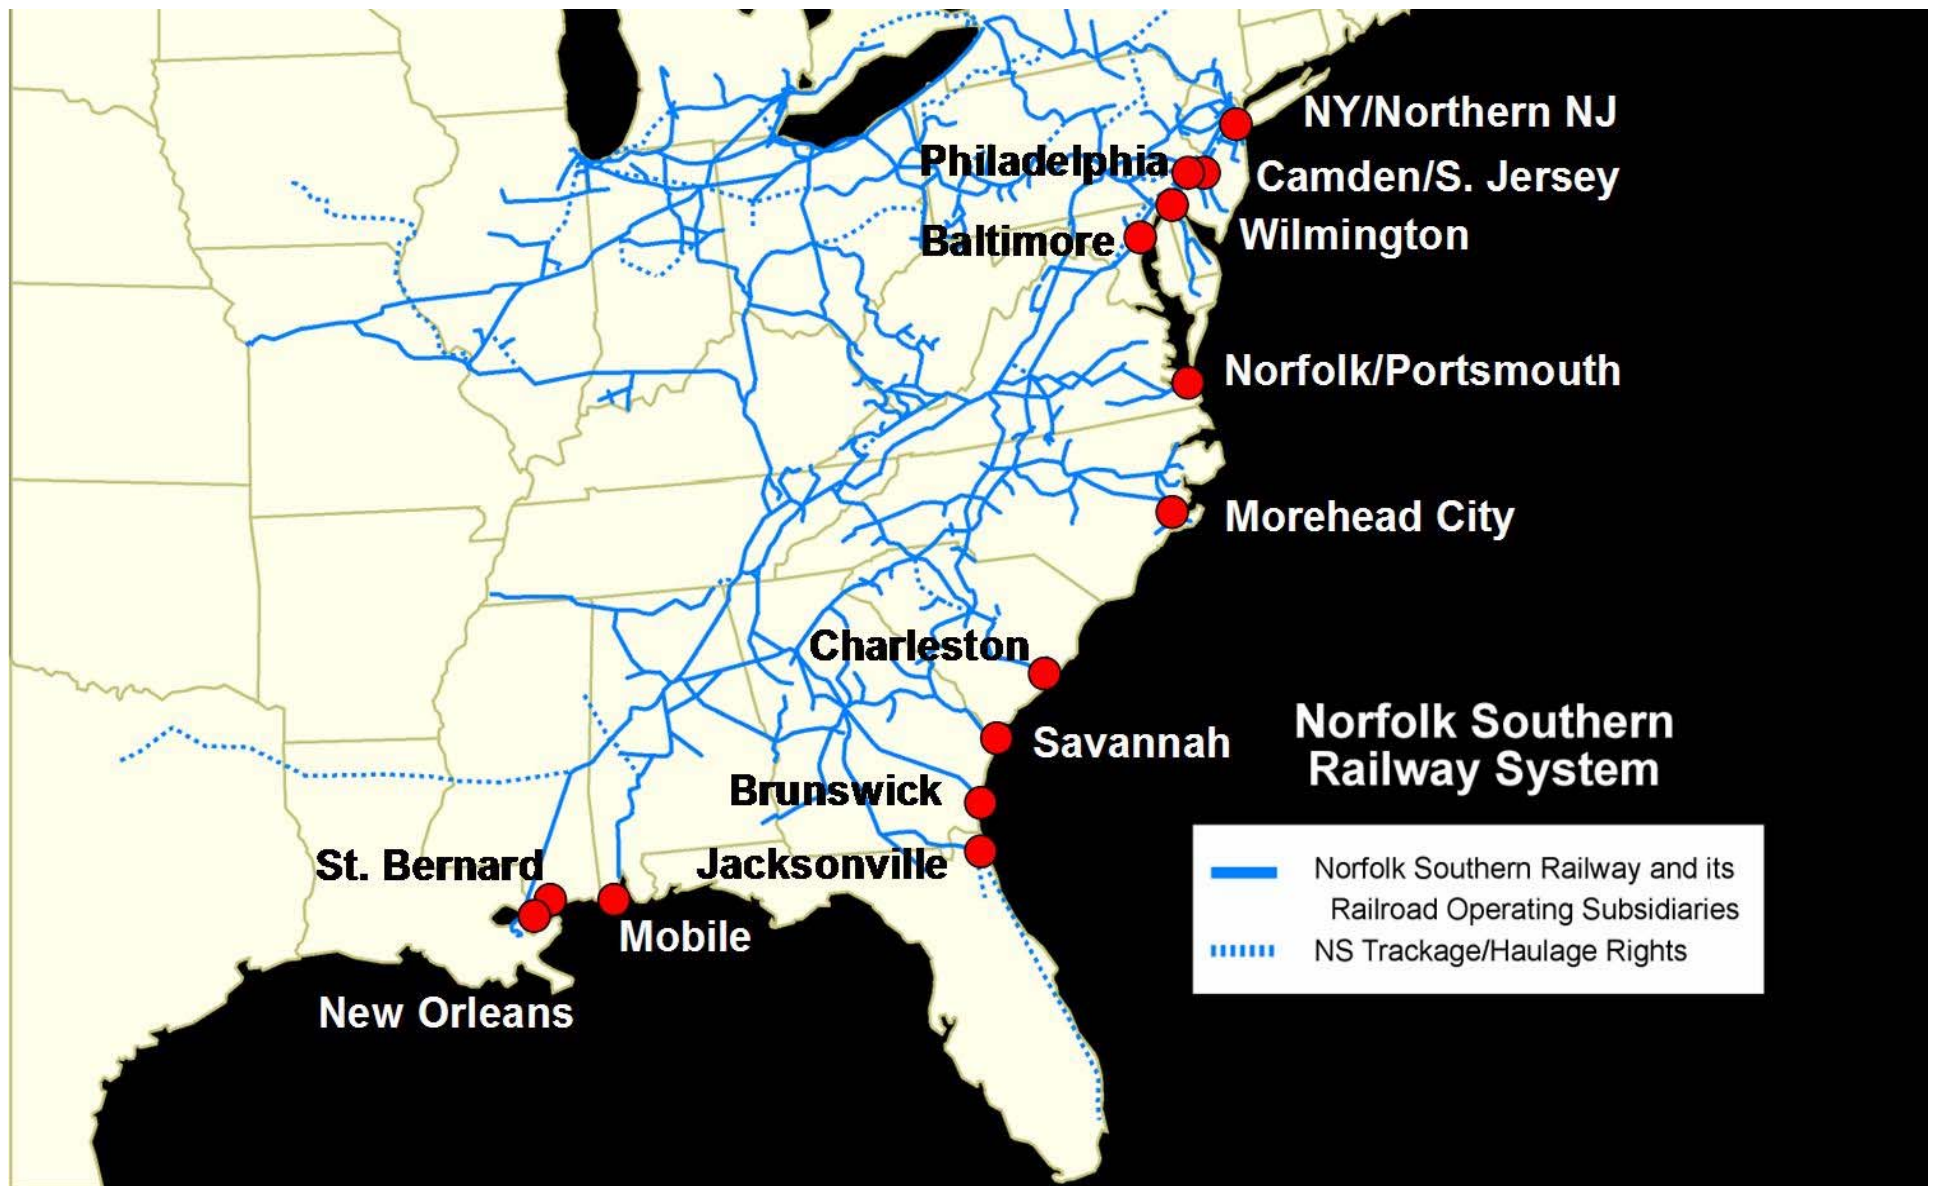 NY/Northern NJ
Philadelphia
Camden/S. Jersey
Wilmington
Baltimore
Norfolk/Portsmouth
Morehead City
Charleston
Savannah
Norfolk Southern
Railway System
Brunswick
Jacksonville
St. Bernard
Mobile
New Orleans
Norfolk Southern Railway and its
Railroad Operating Subsidiaries
NS Trackage/Haulage Rights